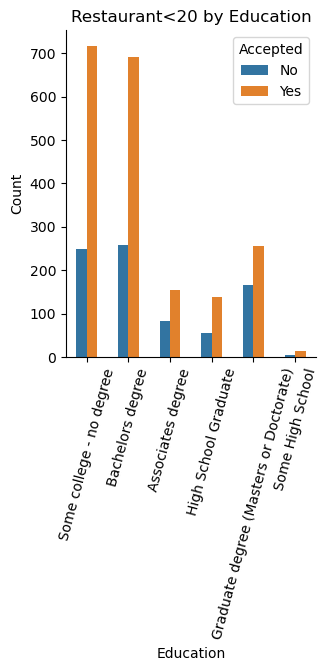 Restaurant<20 by Education
Accepted
No
Yes
Count
700
600
500
400
300
200
100
0
Some college - no degree
Bachelors degree
Associates degree
High School Graduate
Graduate degree (Masters or Doctorate)
Some High School
Education